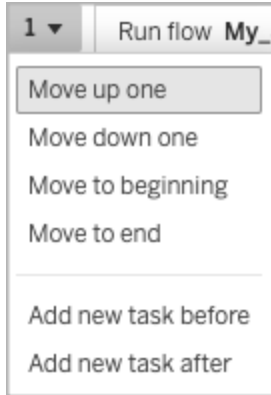 1 Run flow My_
Move up one
Move down one
Move to beginning
Move to end
Add new task before
Add new task after